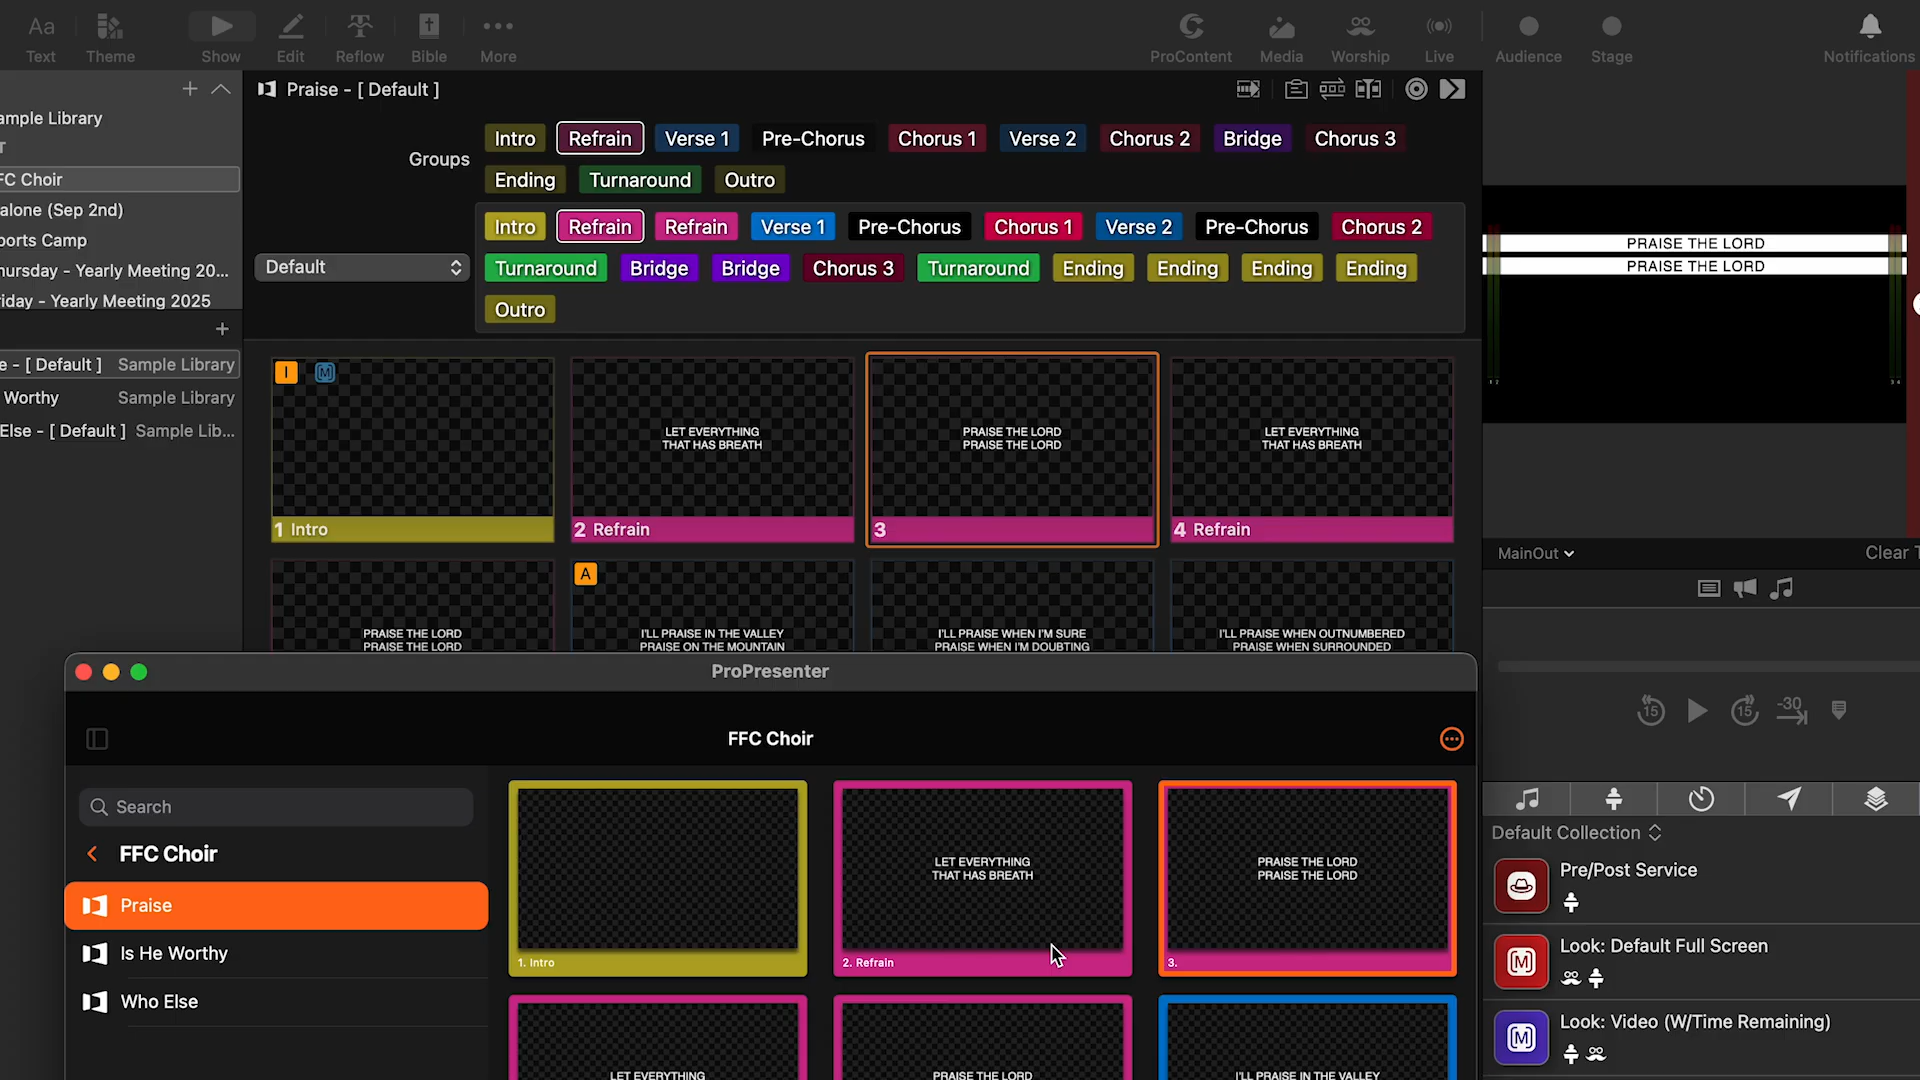 Aa
Text
Theme
Show
Edit
Reflow
Bible
More
ProContent
Media
Worship
Live
Audience
Stage
Notifications
ample Library
T
FC Choir
alone (Sep 2nd)
ports Camp
hursday - Yearly Meeting 20...
riday - Yearly Meeting 2025
e - [ Default ] Sample Library
Worthy Sample Library
Else - [ Default ] Sample Lib...
Praise - [ Default ]
Groups
Intro Refrain Verse 1 Pre-Chorus Chorus 1 Verse 2 Chorus 2 Bridge Chorus 3
Ending Turnaround Outro
Default
Intro Refrain Refrain Verse 1 Pre-Chorus Chorus 1 Verse 2 Pre-Chorus Chorus 2
Turnaround Bridge Bridge Chorus 3 Turnaround Ending Ending Ending Ending
Outro
I M
1 Intro
LET EVERYTHING
THAT HAS BREATH
2 Refrain
PRAISE THE LORD
PRAISE THE LORD
3
LET EVERYTHING
THAT HAS BREATH
4 Refrain
PRAISE THE LORD
PRAISE THE LORD
A
I'LL PRAISE IN THE VALLEY
PRAISE ON THE MOUNTAIN
I'LL PRAISE WHEN I'M SURE
PRAISE WHEN I'M DOUBTING
I'LL PRAISE WHEN OUTNUMBERED
PRAISE WHEN SURROUNDED
PRAISE THE LORD
PRAISE THE LORD
1 2
3 4
MainOut
Clear T
15
15
-30
Default Collection
Pre/Post Service
M
Look: Default Full Screen
M
Look: Video (W/Time Remaining)
ProPresenter
FFC Choir
Search
FFC Choir
Praise
Is He Worthy
Who Else
1. Intro
LET EVERYTHING
THAT HAS BREATH
2. Refrain
PRAISE THE LORD
PRAISE THE LORD
3.
LET EVERYTHING
PRAISE THE LORD
I'LL PRAISE IN THE VALLEY